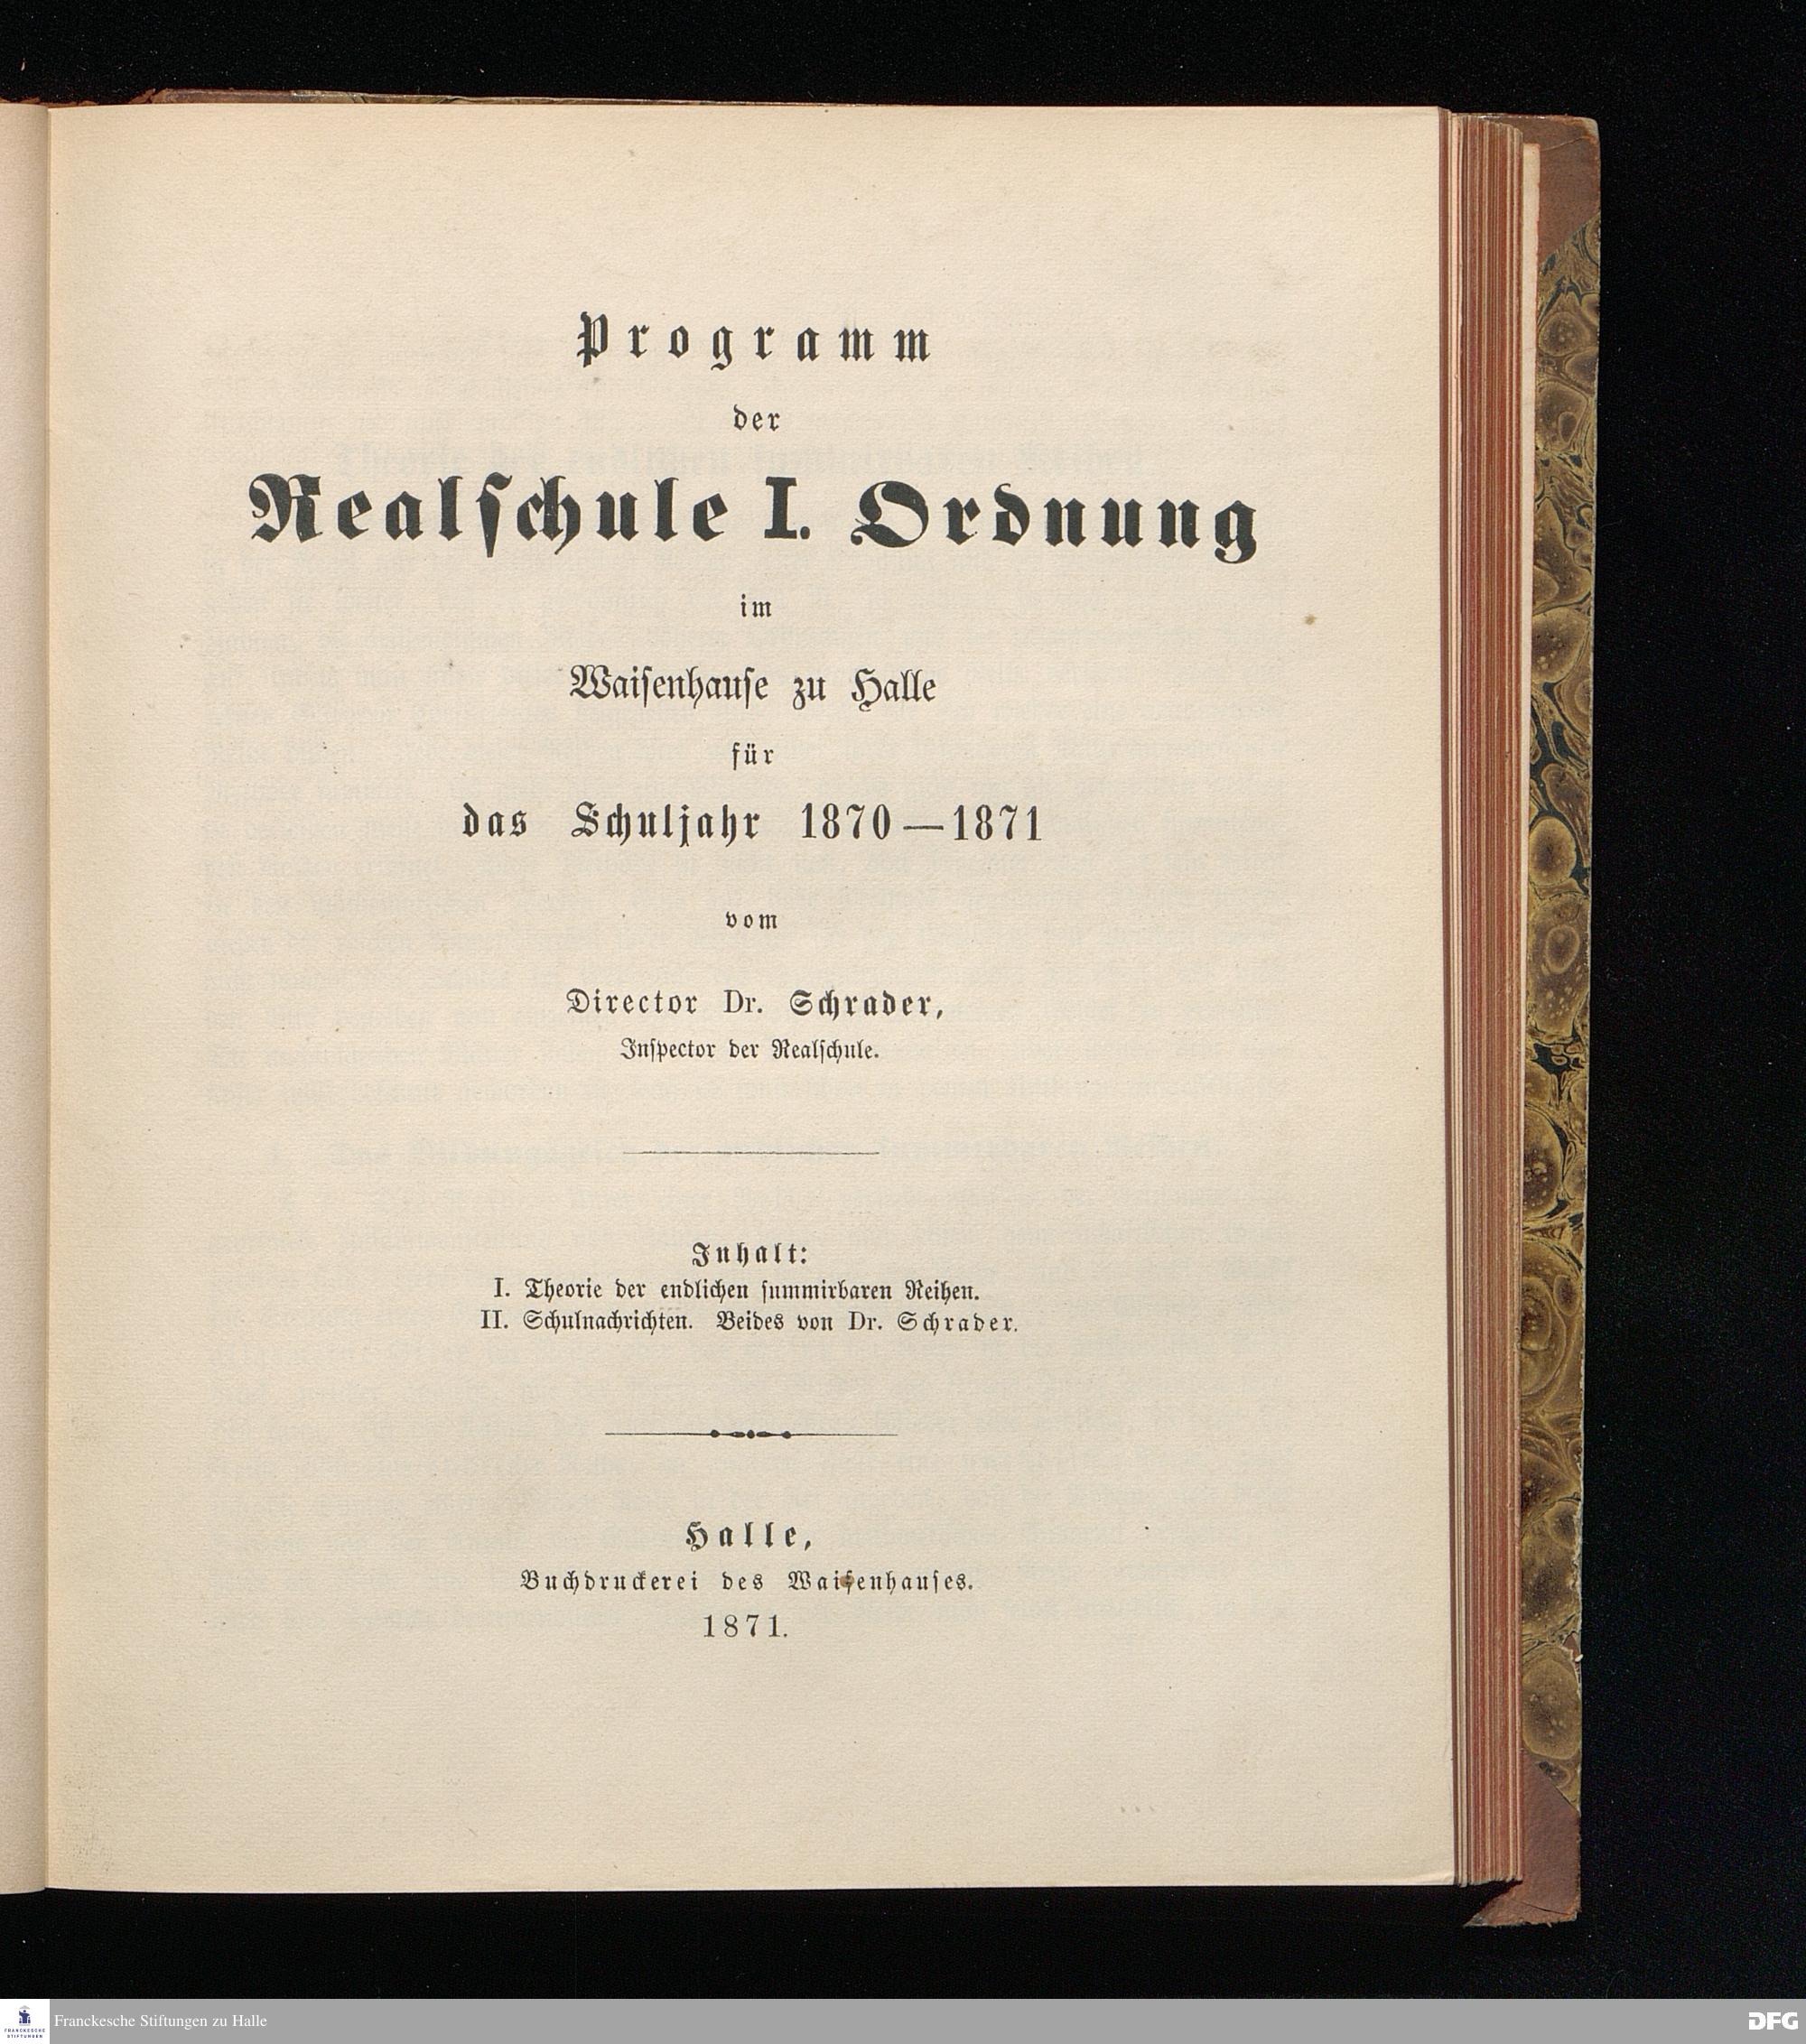 Programm
der
Realschule I. Ordnung
im
Waisenhause zu Halle
für
das Schuljahr 1870—1871
vom
Director Dr. Schrader,
Inspector der Realschule.
Inhalt:
I. Theorie der endlichen summirbaren Reihen.
II. Schulnachrichten. Beides von Dr. Schrader.
Halle,
Buchdruckerei des Waisenhauses.
1871.
FRANCKESCHE
STIFTUNGEN
Franckesche Stiftungen zu Halle
DFG